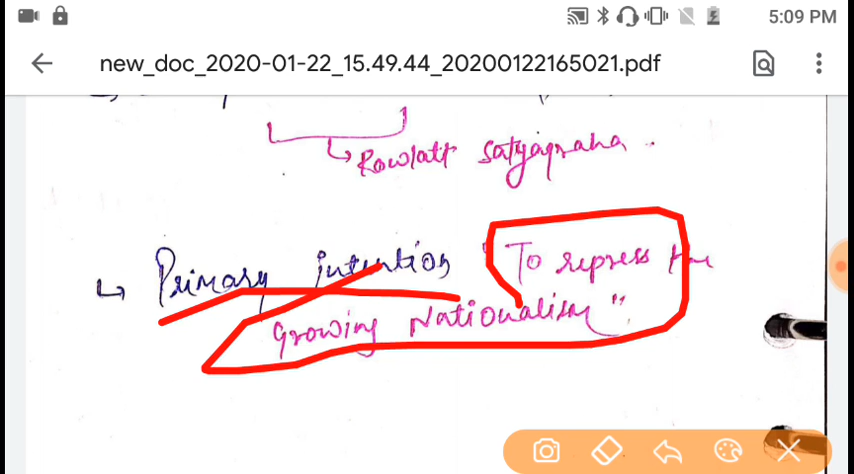 5:09 PM
new_doc_2020-01-22_15.49.44_20200122165021.pdf
↳ Rowlatt Satyagraha.
↳ Primary intention "To repress the
Growing Nationalism".